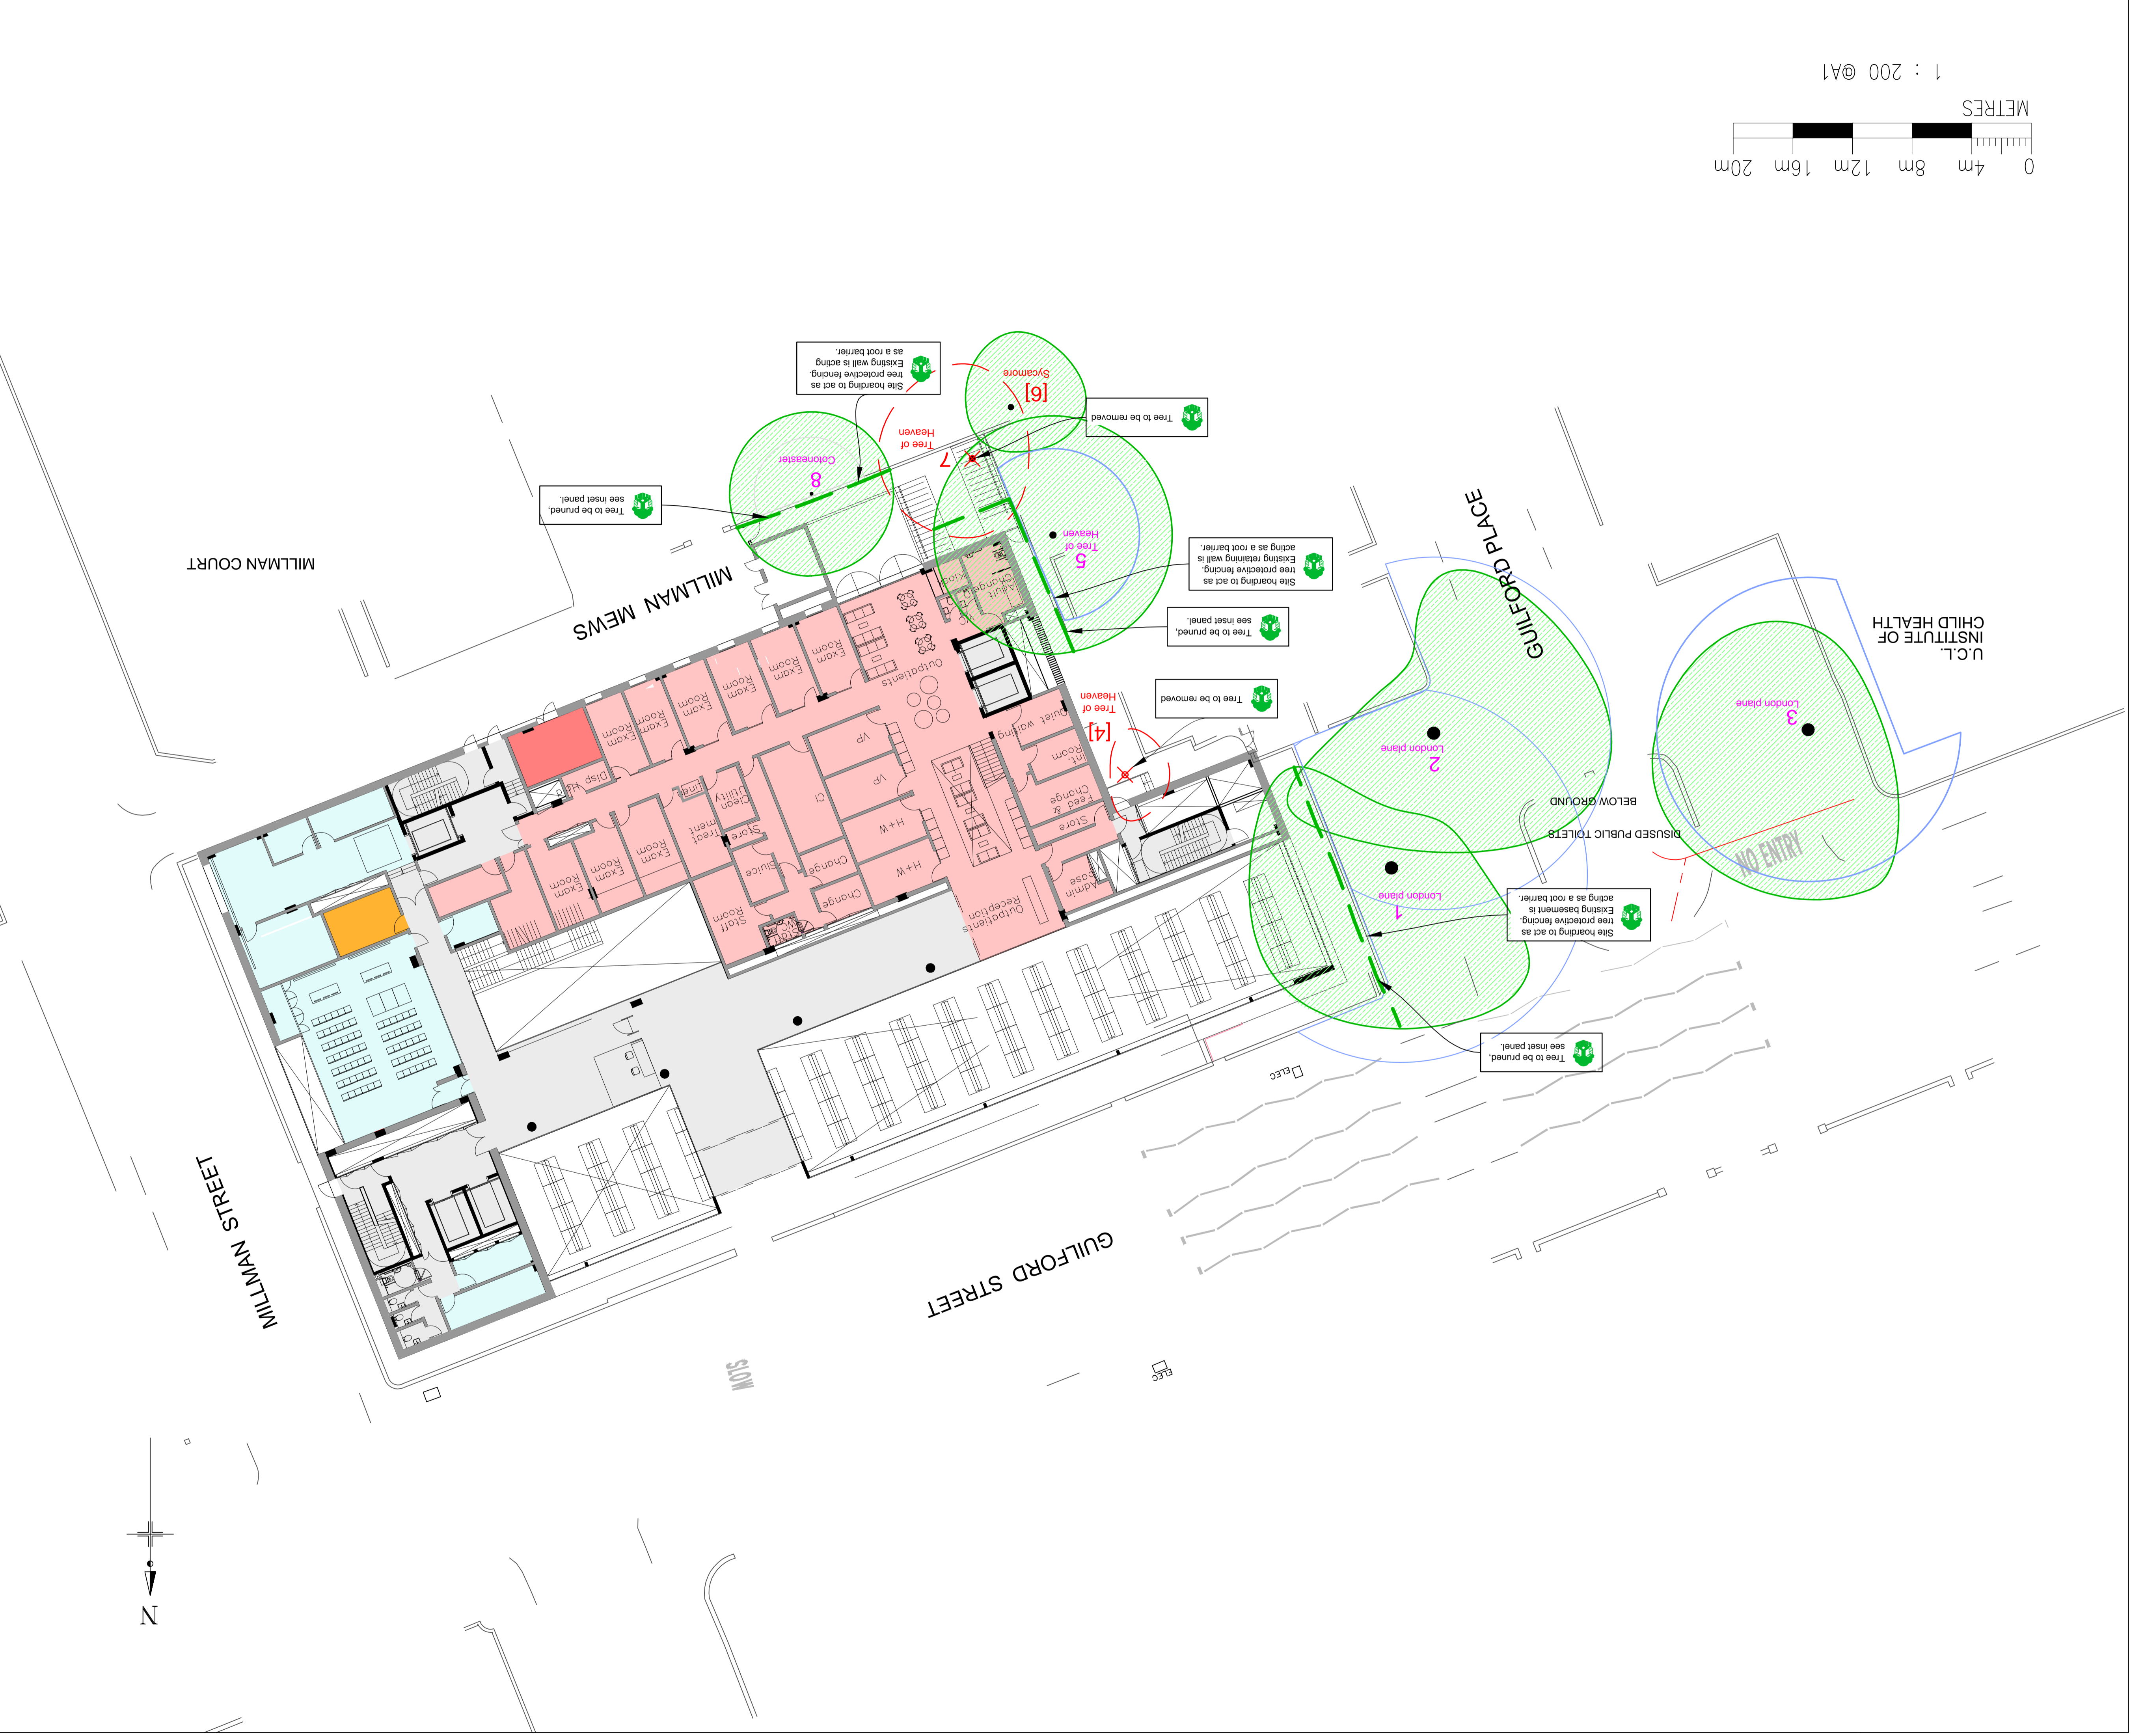 N
ELEC
SLOW
GUILFORD STREET
MILLMAN STREET
ELEC
Tree to be pruned,
see inset panel.
Site hoarding to act as
tree protective fencing.
Existing basement is
acting as a root barrier.
1
London plane
NO ENTRY
DISUSED PUBLIC TOILETS
BELOW GROUND
2
London plane
3
London plane
U.C.L.
INSTITUTE OF
CHILD HEALTH
GUILFORD PLACE
Outpatients
Reception
Admin
base
Store
Feed &
Change
Int.
Room
Quiet waiting
H+W
H+W
VP
VP
CI
Change
Change
Staff
WC
Staff
Room
Sluice
Store
Clean
Utility
Treat
ment
Linen
Exam
Room
Exam
Room
Exam
Room
Disp
Exam
Room
Exam
Room
Exam
Room
Exam
Room
Exam
Room
Exam
Room
Outpatients
WC
Adult
Change
[4]
Tree of
Heaven
Tree to be removed
Tree to be pruned,
see inset panel.
Site hoarding to act as
tree protective fencing.
Existing retaining wall is
acting as a root barrier.
5
Tree of
Heaven
MILLMAN MEWS
MILLMAN COURT
Tree to be pruned,
see inset panel.
8
Cotoneaster
7
Tree of
Heaven
Tree to be removed
[6]
Sycamore
Site hoarding to act as
tree protective fencing.
Existing wall is acting
as a root barrier.
0 4m 8m 12m 16m 20m
METRES
1 : 200 @A1